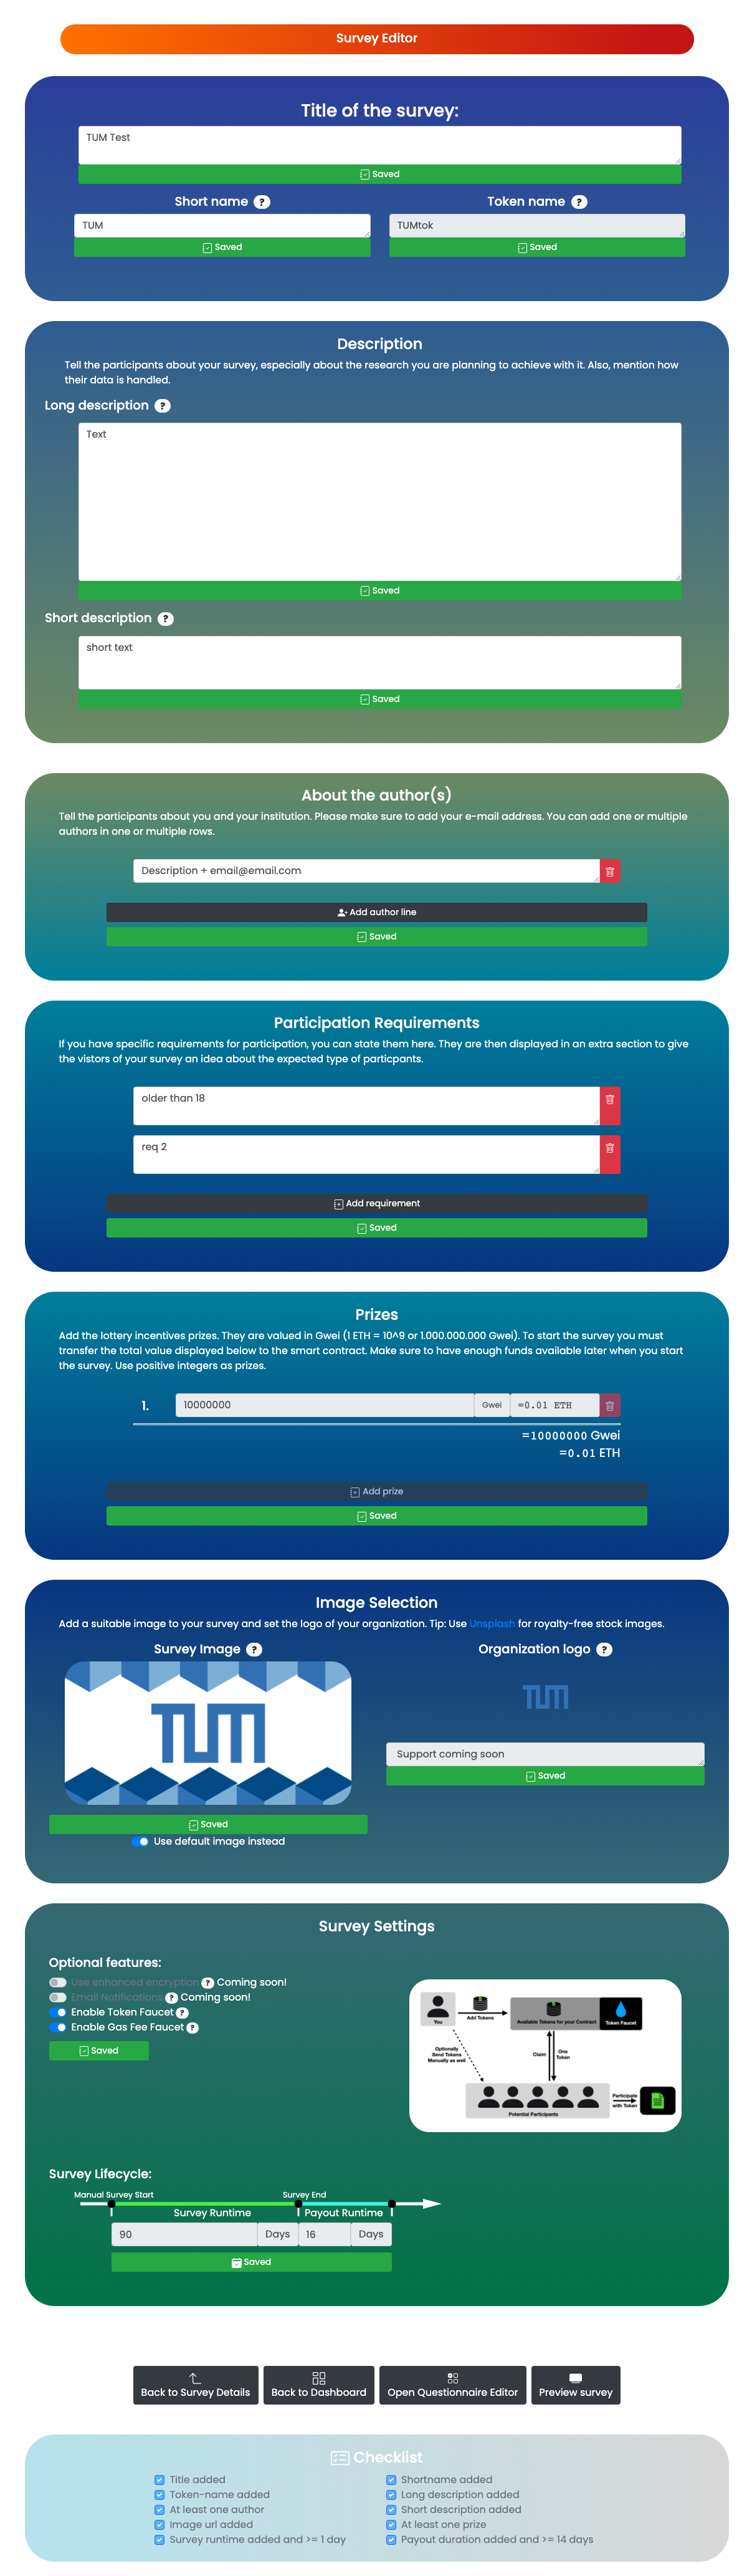 Survey Editor
Title of the survey:
TUM Test
Saved
Short name ?
Token name ?
TUM
TUMtok
Saved
Saved
Description
Tell the participants about your survey, especially about the research you are planning to achieve with it. Also, mention how
their data is handled.
Long description ?
Text
Saved
Short description ?
short text
Saved
About the author(s)
Tell the participants about you and your institution. Please make sure to add your e-mail address. You can add one or multiple
authors in one or multiple rows.
Description + email@email.com
Add author line
Saved
Participation Requirements
If you have specific requirements for participation, you can state them here. They are then displayed in an extra section to give
the vistors of your survey an idea about the expected type of particpants.
older than 18
req 2
Add requirement
Saved
Prizes
Add the lottery incentives prizes. They are valued in Gwei (1 ETH = 10^9 or 1.000.000.000 Gwei). To start the survey you must
transfer the total value displayed below to the smart contract. Make sure to have enough funds available later when you start
the survey. Use positive integers as prizes.
1.
10000000
Gwei
=0.01 ETH
=10000000 Gwei
=0.01 ETH
Add prize
Saved
Image Selection
Add a suitable image to your survey and set the logo of your organization. Tip: Use Unsplash for royalty-free stock images.
Survey Image ?
Organization logo ?
TUM
TUM
Support coming soon
Saved
Saved
Use default image instead
Survey Settings
Optional features:
Use enhanced encryption ? Coming soon!
Email Notifications ? Coming soon!
Enable Token Faucet ?
Enable Gas Fee Faucet ?
Saved
You
Add Tokens
Available Tokens for your Contract
Token Faucet
Optionally
Send Tokens
Manually as well
Claim
One
Token
Participate
with Token
Potential Participants
Survey Lifecycle:
Manual Survey Start
Survey End
Survey Runtime
Payout Runtime
90
Days
16
Days
Saved
Back to Survey Details
Back to Dashboard
Open Questionnaire Editor
Preview survey
Checklist
Title added
Shortname added
Token-name added
Long description added
At least one author
Short description added
Image url added
At least one prize
Survey runtime added and >= 1 day
Payout duration added and >= 14 days